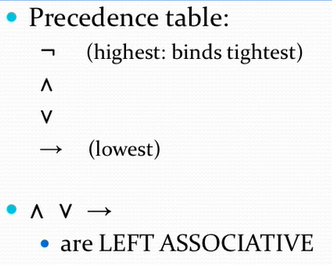 • Precedence table:
¬ (highest: binds tightest)
∧
∨
→ (lowest)
• ∧ ∨ →
• are LEFT ASSOCIATIVE